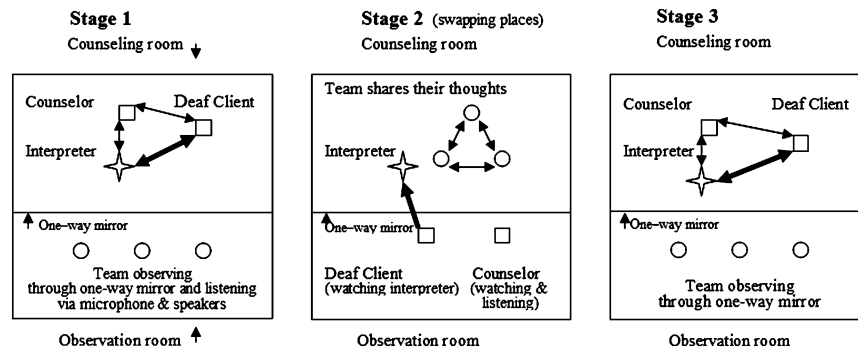 Stage 1
Counseling room
Counselor
Deaf Client
Interpreter
One–way mirror
Team observing
through one-way mirror and listening
via microphone & speakers
Observation room
Stage 2 (swapping places)
Counseling room
Team shares their thoughts
Interpreter
One–way mirror
Deaf Client
(watching interpreter)
Counselor
(watching &
listening)
Observation room
Stage 3
Counseling room
Counselor
Deaf Client
Interpreter
One-way mirror
Team observing
through one-way mirror
Observation room